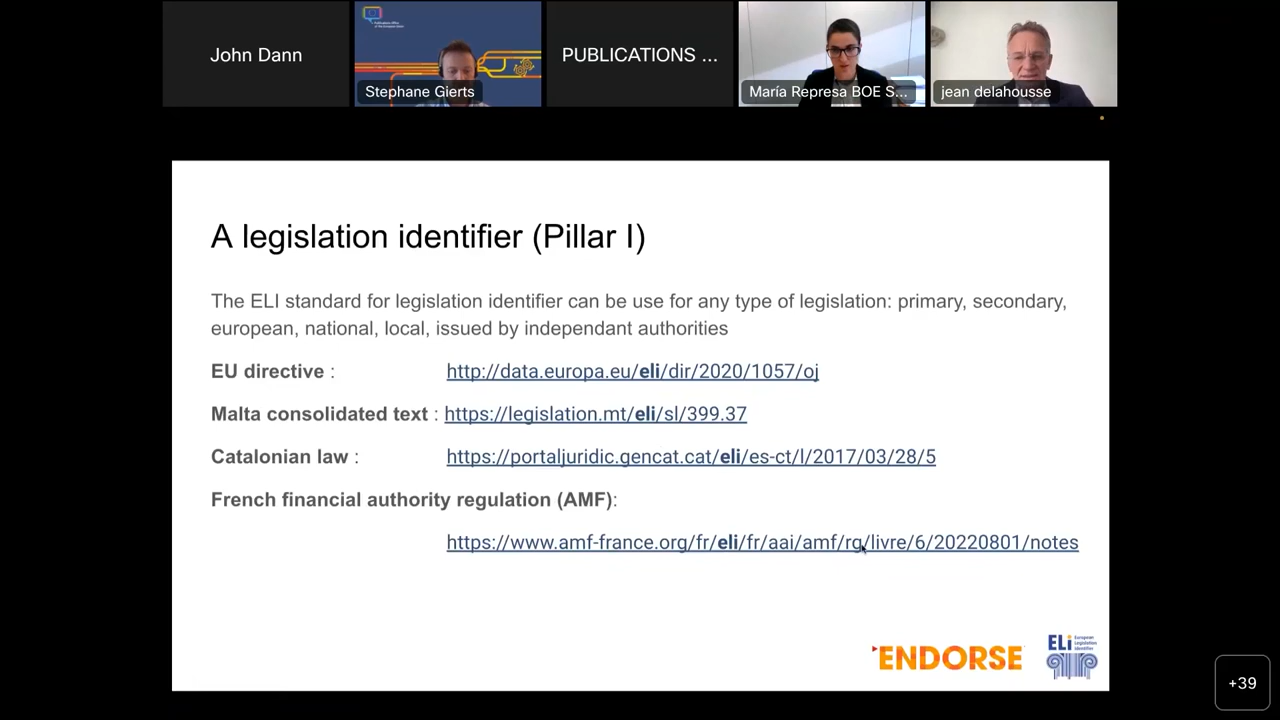 John Dann
Stephane Gierts
PUBLICATIONS ...
María Represa BOE S...
jean delahousse
A legislation identifier (Pillar I)
The ELI standard for legislation identifier can be use for any type of legislation: primary, secondary,
european, national, local, issued by independant authorities
EU directive : http://data.europa.eu/eli/dir/2020/1057/oj
Malta consolidated text : https://legislation.mt/eli/sl/399.37
Catalonian law : https://portaljuridic.gencat.cat/eli/es-ct/l/2017/03/28/5
French financial authority regulation (AMF):
https://www.amf-france.org/fr/eli/fr/aai/amf/rg/livre/6/20220801/notes
ENDORSE
ELi
European
Legislation
Identifier
+39